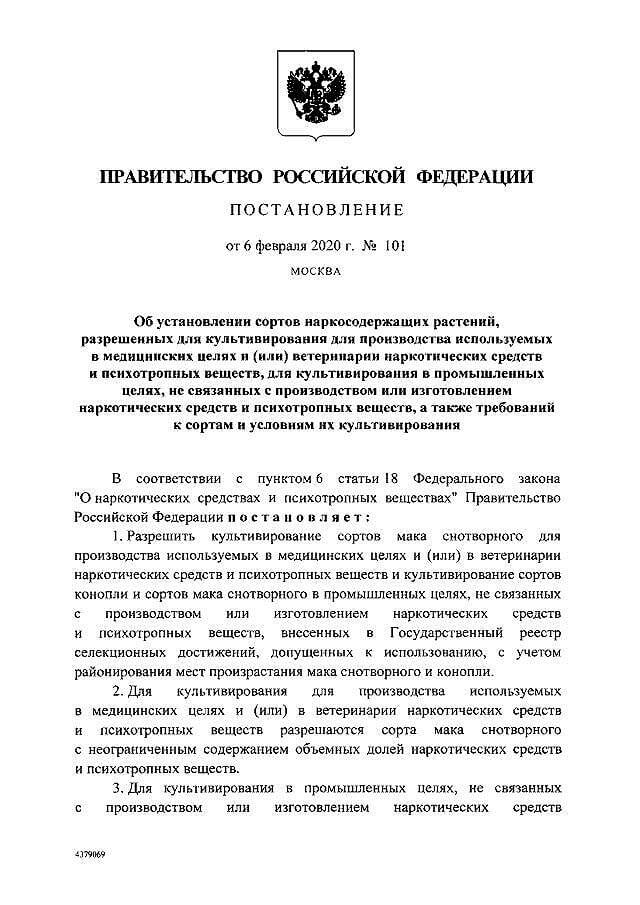 ПРАВИТЕЛЬСТВО РОССИЙСКОЙ ФЕДЕРАЦИИ
ПОСТАНОВЛЕНИЕ
от 6 февраля 2020 г. № 101
МОСКВА
Об установлении сортов наркосодержащих растений,
разрешенных для культивирования для производства используемых
в медицинских целях и (или) ветеринарии наркотических средств
и психотропных веществ, для культивирования в промышленных
целях, не связанных с производством или изготовлением
наркотических средств и психотропных веществ, а также требований
к сортам и условиям их культивирования
В соответствии с пунктом 6 статьи 18 Федерального закона
"О наркотических средствах и психотропных веществах" Правительство
Российской Федерации постановляет:
1. Разрешить культивирование сортов мака снотворного для
производства используемых в медицинских целях и (или) в ветеринарии
наркотических средств и психотропных веществ и культивирование сортов
конопли и сортов мака снотворного в промышленных целях, не связанных
с производством или изготовлением наркотических средств
и психотропных веществ, внесенных в Государственный реестр
селекционных достижений, допущенных к использованию, с учетом
районирования мест произрастания мака снотворного и конопли.
2. Для культивирования для производства используемых
в медицинских целях и (или) в ветеринарии наркотических средств
и психотропных веществ разрешаются сорта мака снотворного
с неограниченным содержанием объемных долей наркотических средств
и психотропных веществ.
3. Для культивирования в промышленных целях, не связанных
с производством или изготовлением наркотических средств
4379069